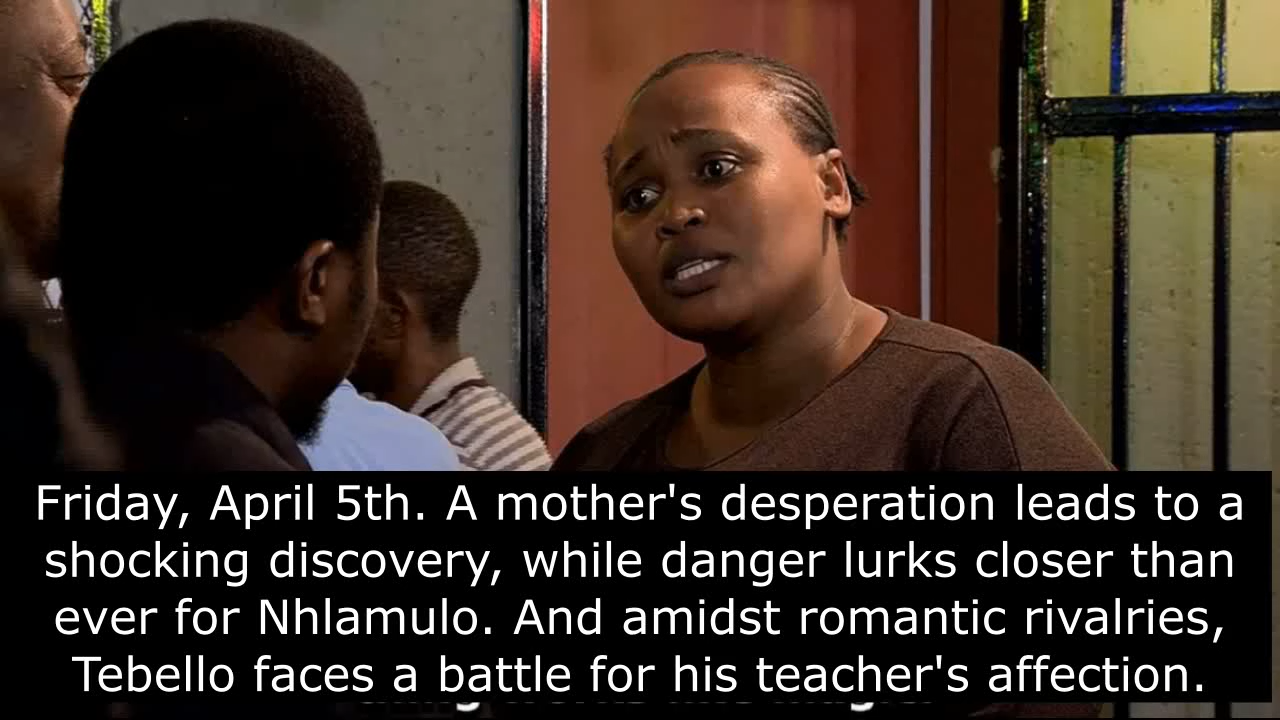 Friday, April 5th. A mother's desperation leads to a
shocking discovery, while danger lurks closer than
ever for Nhlamulo. And amidst romantic rivalries,
Tebello faces a battle for his teacher's affection.